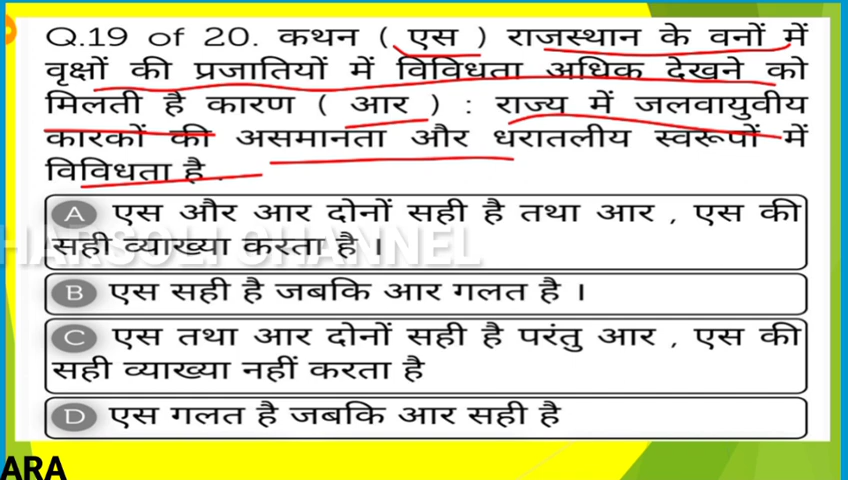 Q.19 of 20. कथन ( एस ) राजस्थान के वनों में
वृक्षों की प्रजातियों में विविधता अधिक देखने को
मिलती है कारण ( आर ) : राज्य में जलवायुवीय
कारकों की असमानता और धरातलीय स्वरूपों में
विविधता है .
A एस और आर दोनों सही है तथा आर , एस की
सही व्याख्या करता है ।
HARSOLI CHANNEL
B एस सही है जबकि आर गलत है ।
C एस तथा आर दोनों सही है परंतु आर , एस की
सही व्याख्या नहीं करता है
D एस गलत है जबकि आर सही है
ARA